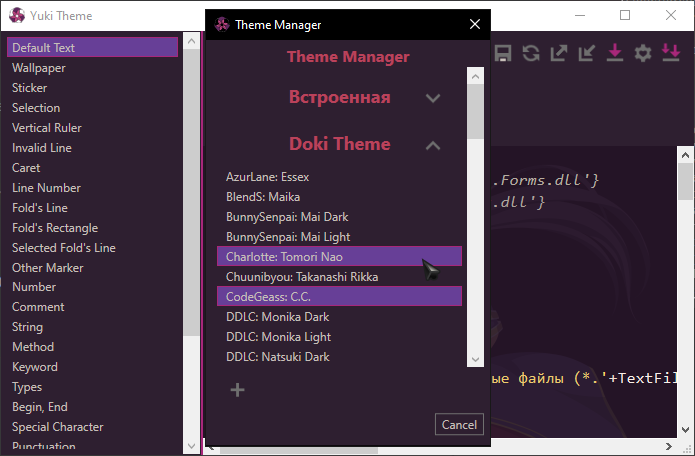 Yuki Theme
Default Text
Wallpaper
Sticker
Selection
Vertical Ruler
Invalid Line
Caret
Line Number
Fold's Line
Fold's Rectangle
Selected Fold's Line
Other Marker
Number
Comment
String
Method
Keyword
Types
Begin, End
Special Character
Punctuation
Theme Manager
Theme Manager
Встроенная
Doki Theme
AzurLane: Essex
BlendS: Maika
BunnySenpai: Mai Dark
BunnySenpai: Mai Light
Charlotte: Tomori Nao
Chuunibyou: Takanashi Rikka
CodeGeass: C.C.
DDLC: Monika Dark
DDLC: Monika Light
DDLC: Natsuki Dark
Cancel
.Forms.dll'}
.dll'}
ые файлы (*.'+TextFil